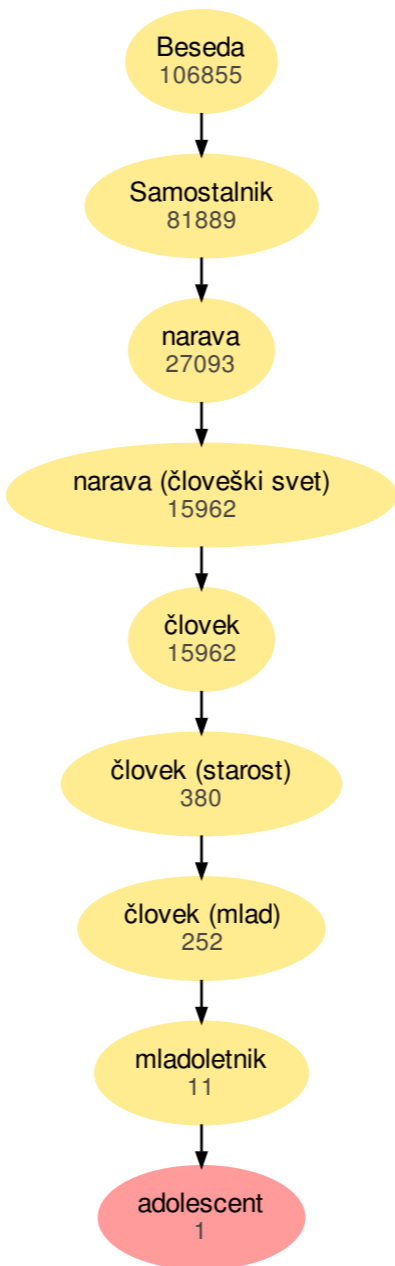 Beseda
106855
Samostalnik
81889
narava
27093
narava (človeški svet)
15962
človek
15962
človek (starost)
380
človek (mlad)
252
mladoletnik
11
adolescent
1